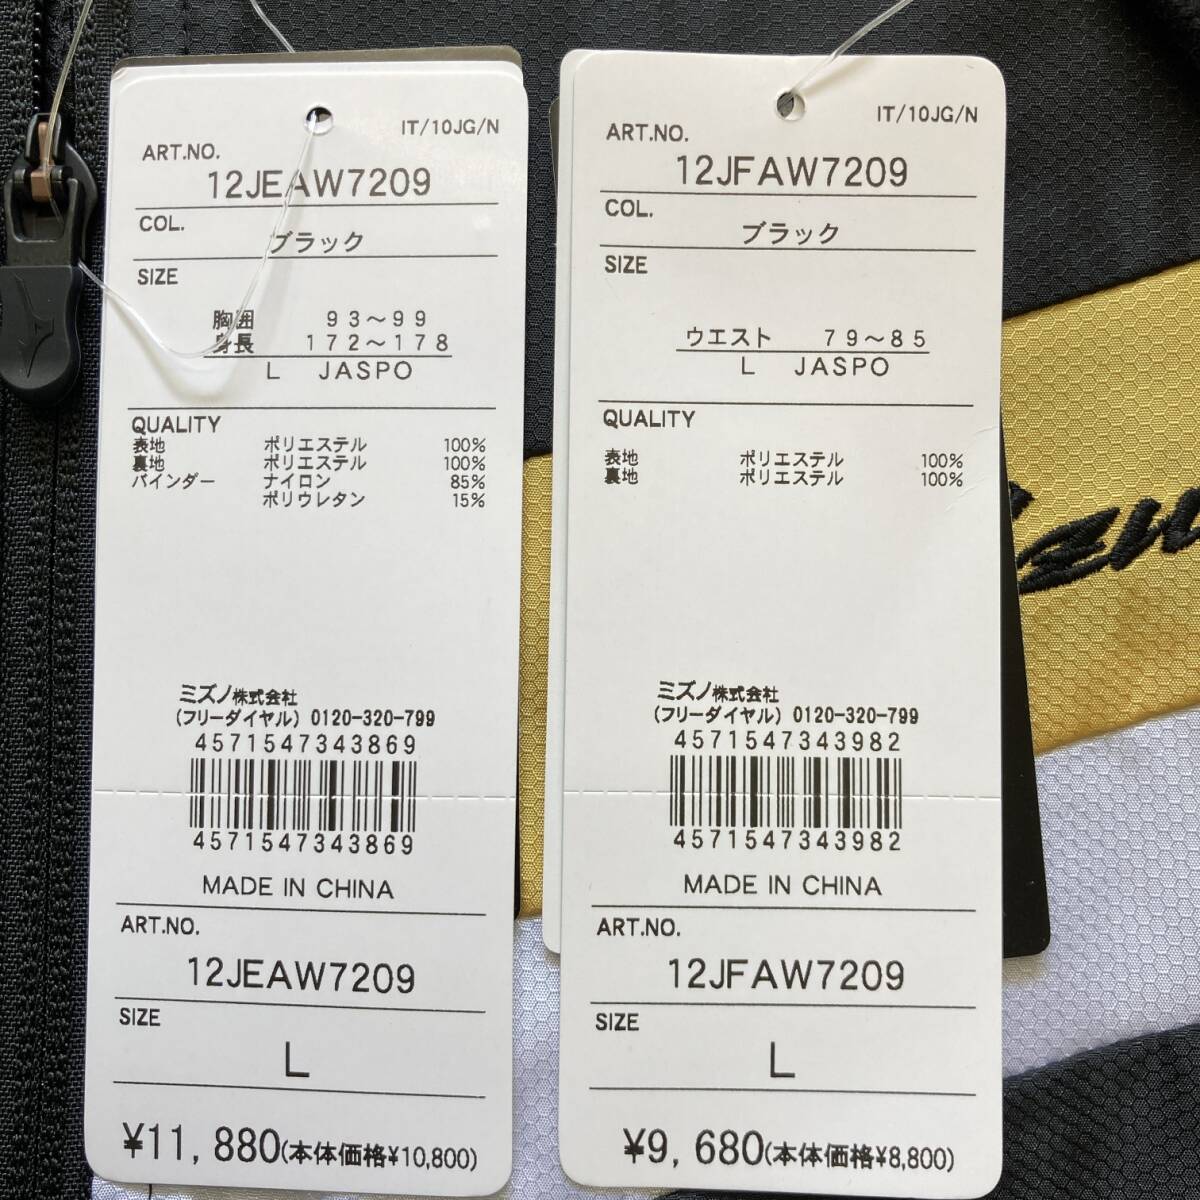 IT/10JG/N
ART.NO.
12JEAW7209
COL.
ブラック
SIZE
胸囲 93～99
身長 172～178
L JASPO
QUALITY
表地 ポリエステル 100%
裏地 ポリエステル 100%
バインダー ナイロン 85%
ポリウレタン 15%
ミズノ株式会社
(フリーダイヤル) 0120-320-799
4571547343869
4571547343869
MADE IN CHINA
ART.NO.
12JEAW7209
SIZE
L
¥11,880(本体価格¥10,800)
IT/10JG/N
ART.NO.
12JFAW7209
COL.
ブラック
SIZE
ウエスト 79～85
L JASPO
QUALITY
表地 ポリエステル 100%
裏地 ポリエステル 100%
ミズノ株式会社
(フリーダイヤル) 0120-320-799
4571547343982
4571547343982
MADE IN CHINA
ART.NO.
12JFAW7209
SIZE
L
¥9,680(本体価格¥8,800)